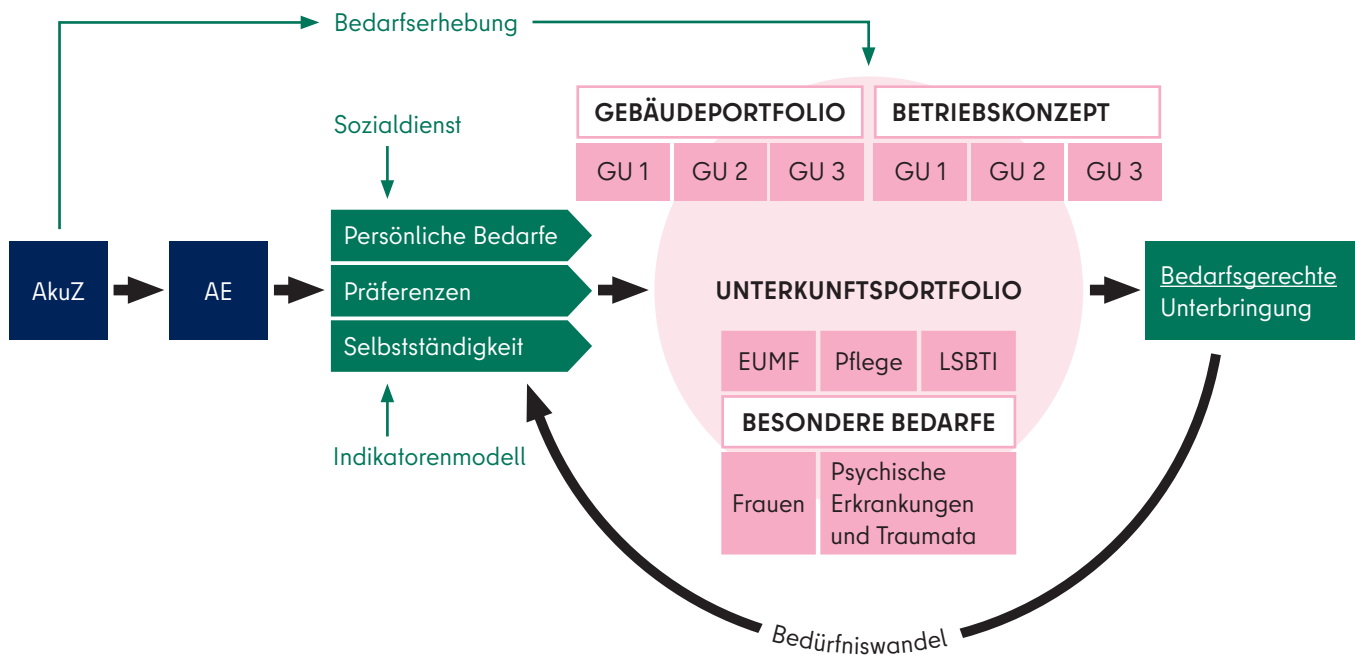 Bedarfserhebung
Sozialdienst
GEBÄUDEPORTFOLIO
BETRIEBSKONZEPT
GU 1
GU 2
GU 3
GU 1
GU 2
GU 3
AkuZ
AE
Persönliche Bedarfe
Präferenzen
Selbstständigkeit
Indikatorenmodell
UNTERKUNFTSPORTFOLIO
EUMF
Pflege
LSBTI
BESONDERE BEDARFE
Frauen
Psychische
Erkrankungen
und Traumata
Bedarfsgerechte
Unterbringung
Bedürfniswandel